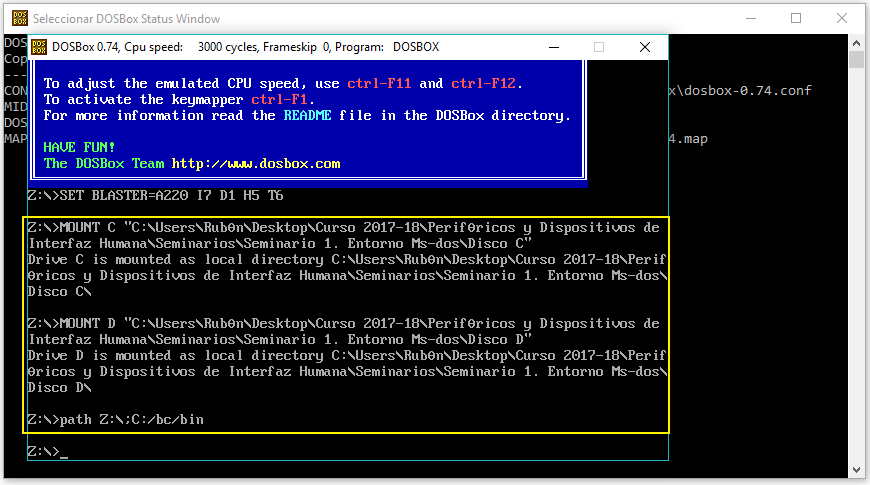 Seleccionar DOSBox Status Window
DOS
DOSBox 0.74, Cpu speed: 3000 cycles, Frameskip 0, Program: DOSBOX
Cop
---
CON
x\dosbox-0.74.conf
MID
DOS
MAP
4.map
To adjust the emulated CPU speed, use ctrl-F11 and ctrl-F12.
To activate the keymapper ctrl-F1.
For more information read the README file in the DOSBox directory.
HAVE FUN!
The DOSBox Team http://www.dosbox.com
Z:\>SET BLASTER=A220 I7 D1 H5 T6
Z:\>MOUNT C "C:\Users\Rub0n\Desktop\Curso 2017-18\Perif0ricos y Dispositivos de
Interfaz Humana\Seminarios\Seminario 1. Entorno Ms-dos\Disco C"
Drive C is mounted as local directory C:\Users\Rub0n\Desktop\Curso 2017-18\Perif
0ricos y Dispositivos de Interfaz Humana\Seminarios\Seminario 1. Entorno Ms-dos\
Disco C\
Z:\>MOUNT D "C:\Users\Rub0n\Desktop\Curso 2017-18\Perif0ricos y Dispositivos de
Interfaz Humana\Seminarios\Seminario 1. Entorno Ms-dos\Disco D"
Drive D is mounted as local directory C:\Users\Rub0n\Desktop\Curso 2017-18\Perif
0ricos y Dispositivos de Interfaz Humana\Seminarios\Seminario 1. Entorno Ms-dos\
Disco D\
Z:\>path Z:\;C:/bc/bin
Z:\>_